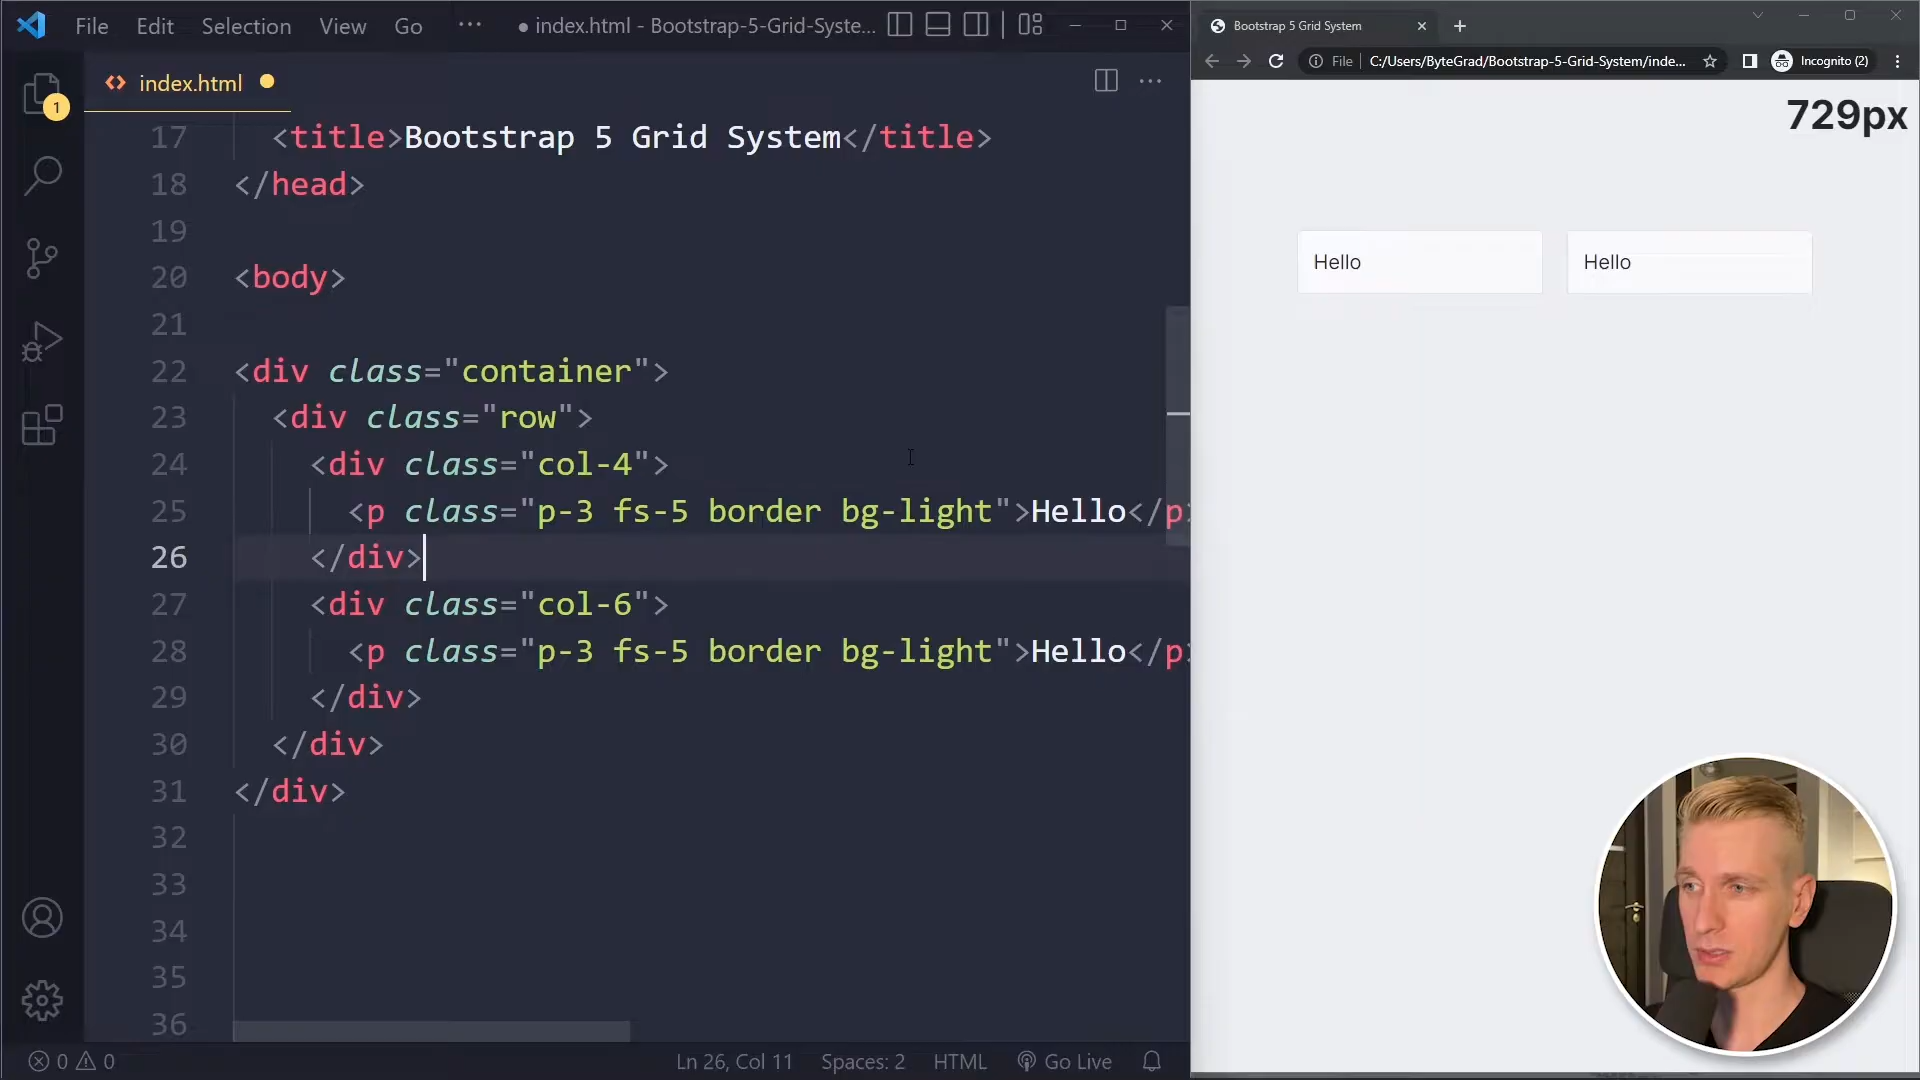 File Edit Selection View Go ··· ● index.html - Bootstrap-5-Grid-Syste...
1
index.html
17 <title>Bootstrap 5 Grid System</title>
18 </head>
19
20 <body>
21
22 <div class="container">
23 <div class="row">
24 <div class="col-4">
25 <p class="p-3 fs-5 border bg-light">Hello</p>
26 </div>
27 <div class="col-6">
28 <p class="p-3 fs-5 border bg-light">Hello</p>
29 </div>
30 </div>
31 </div>
32
33
34
35
36
0 0 Ln 26, Col 11 Spaces: 2 HTML Go Live
Bootstrap 5 Grid System
File C:/Users/ByteGrad/Bootstrap-5-Grid-System/inde... Incognito (2)
729px
Hello Hello